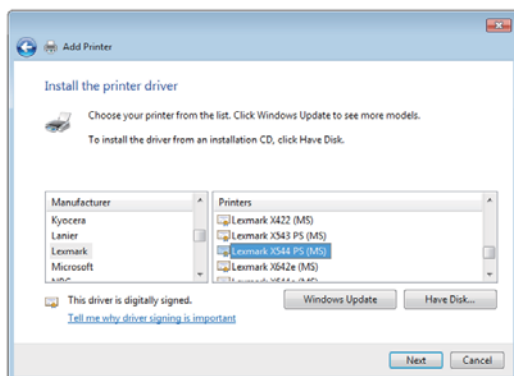 Add Printer
Install the printer driver
Choose your printer from the list. Click Windows Update to see more models.
To install the driver from an installation CD, click Have Disk.
Manufacturer
Kyocera
Lanier
Lexmark
Microsoft
Printers
Lexmark X422 (MS)
Lexmark X543 PS (MS)
Lexmark X544 PS (MS)
Lexmark X642e (MS)
This driver is digitally signed.
Tell me why driver signing is important
Windows Update
Have Disk...
Next
Cancel